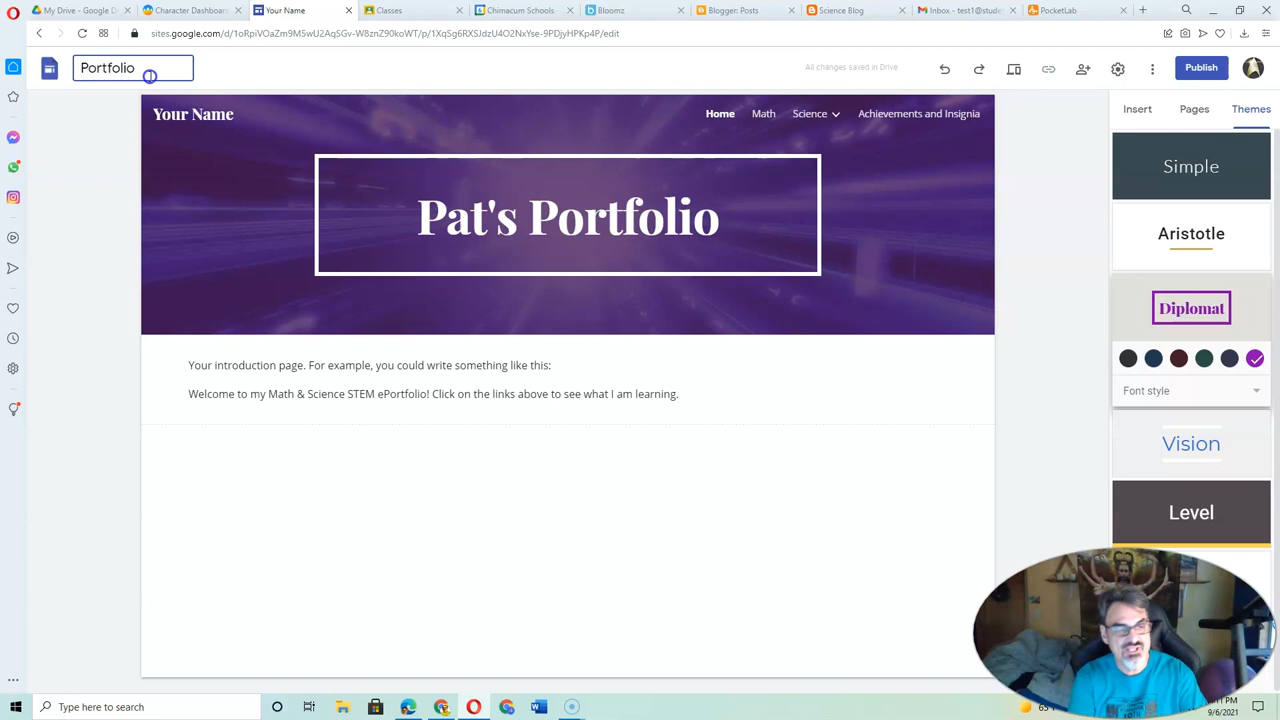 My Drive - Google D
Character Dashboard
Your Name
Classes
Chimacum Schools -
Bloomz
Blogger: Posts
Science Blog
Inbox - test1@stude
PocketLab
sites.google.com/d/1oRpiVOaZm9M5wU2AqSGv-W8znZ90koWT/p/1XqSg6RXSJdzU4O2NxYse-9PDjyHPKp4P/edit
Portfolio
All changes saved in Drive
Publish
Your Name
Home Math Science Achievements and Insignia
Insert Pages Themes
Pat's Portfolio
Simple
Aristotle
Diplomat
Font style
Vision
Level
Your introduction page. For example, you could write something like this:
Welcome to my Math & Science STEM ePortfolio! Click on the links above to see what I am learning.
Type here to search
PM
9/6/2021